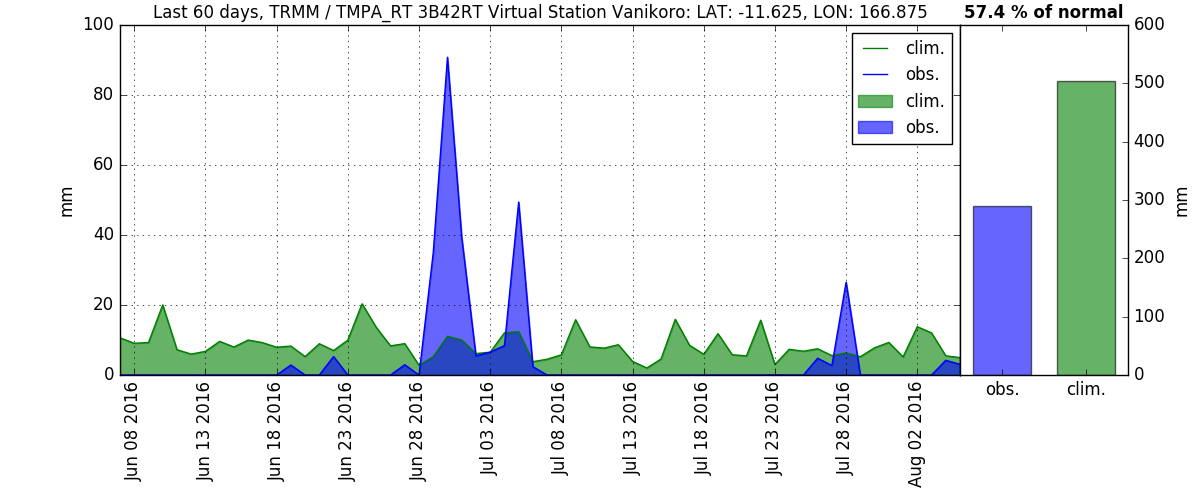 Last 60 days, TRMM / TMPA_RT 3B42RT Virtual Station Vanikoro: LAT: -11.625, LON: 166.875
57.4 % of normal
mm
100
80
60
40
20
0
clim.
obs.
clim.
obs.
Jun 08 2016
Jun 13 2016
Jun 18 2016
Jun 23 2016
Jun 28 2016
Jul 03 2016
Jul 08 2016
Jul 13 2016
Jul 18 2016
Jul 23 2016
Jul 28 2016
Aug 02 2016
600
500
400
300
200
100
0
mm
obs.
clim.